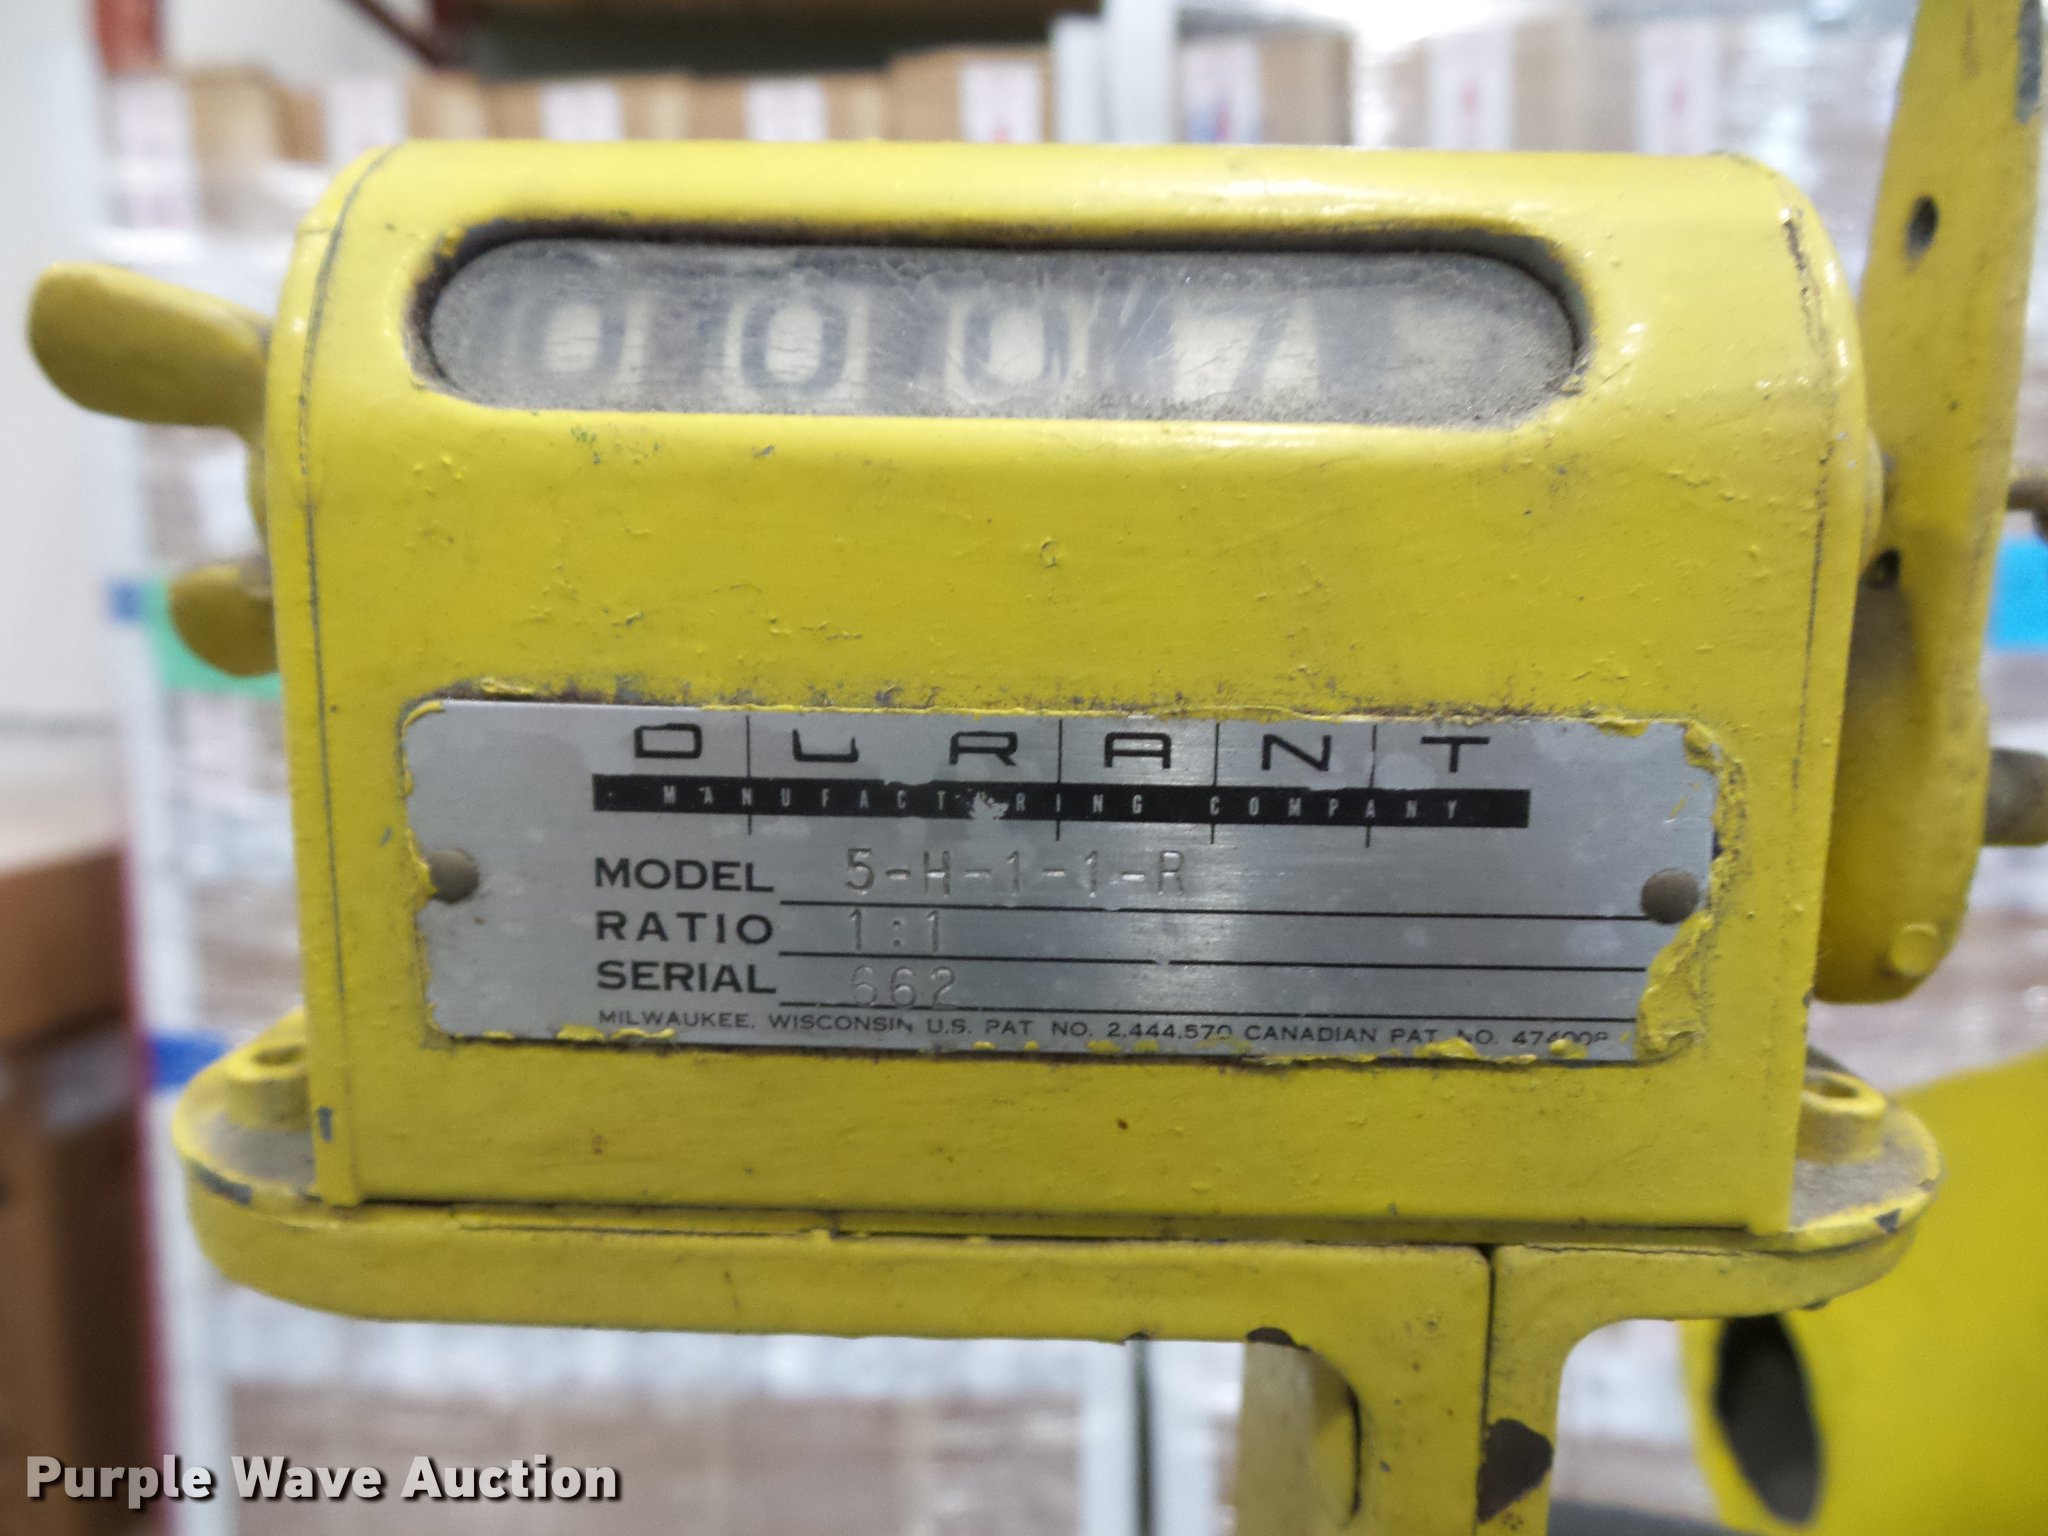 0007
DURANT
MANUFACTURING COMPANY
MODEL 5-H-1-1-R
RATIO 1:1
SERIAL 662
MILWAUKEE, WISCONSIN U.S. PAT NO. 2,444,570 CANADIAN PAT NO.
Purple Wave Auction